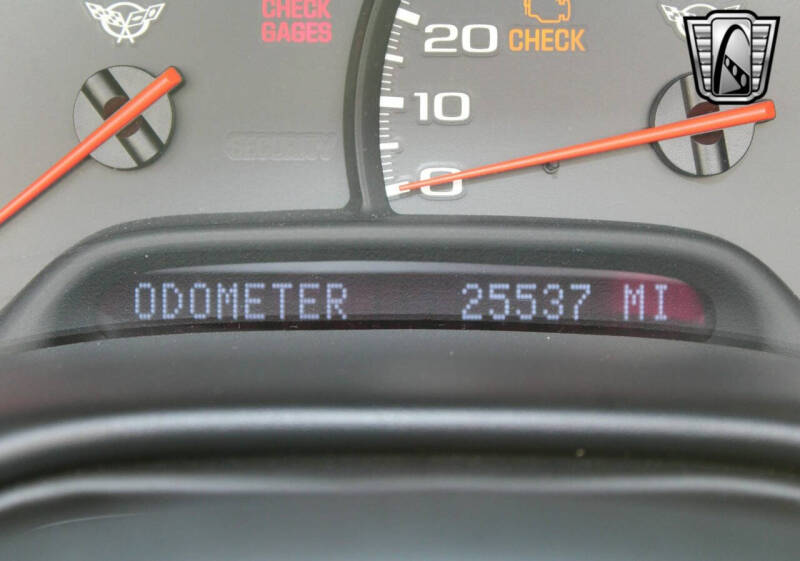 CHECK
GAGES
20
CHECK
10
SECURITY
0
ODOMETER 25537 MI